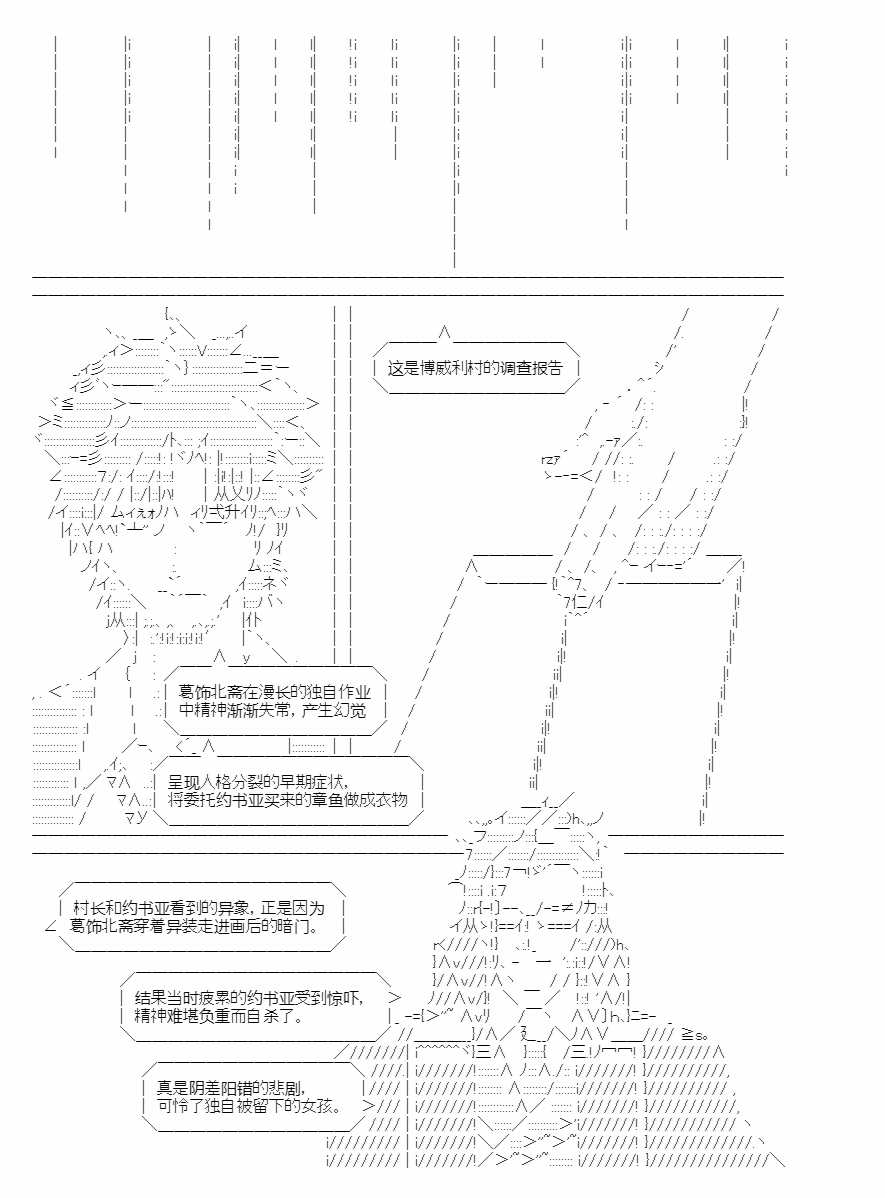 这是博威利村的调查报告
葛饰北斋在漫长的独自作业
中精神渐渐失常，产生幻觉
呈现人格分裂的早期症状，
将委托约书亚买来的章鱼做成衣物
村长和约书亚看到的异象，正是因为
葛饰北斋穿着异装走进画后的暗门。
结果当时疲累的约书亚受到惊吓，
精神难堪负重而自杀了。
真是阴差阳错的悲剧，
可怜了独自被留下的女孩。